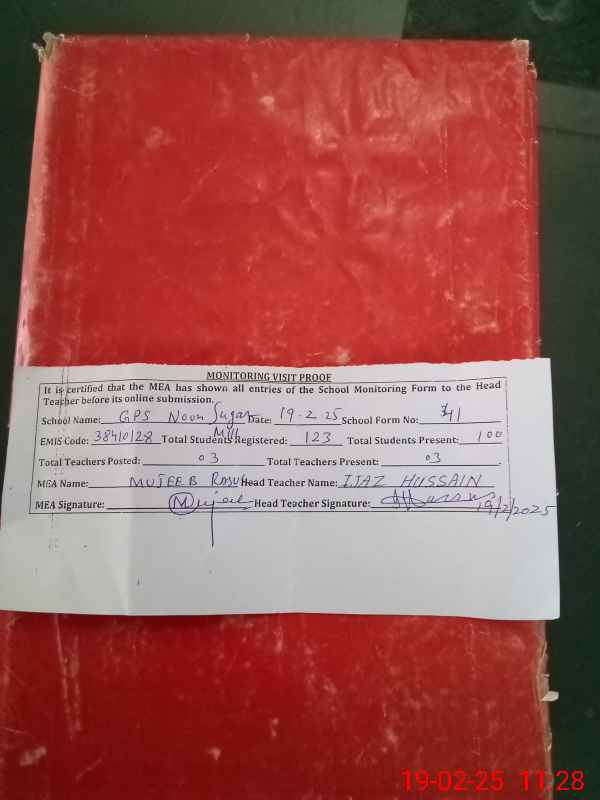 MONITORING VISIT PROOF
It is certified that the MEA has shown all entries of the School Monitoring Form to the Head
Teacher before its online submission.
School Name: GPS Noon Sugar Mill Date: 19-2-25 School Form No: 41
EMIS Code: 38410128 Total Students Registered: 123 Total Students Present: 100
Total Teachers Posted: 03 Total Teachers Present: 03
MEA Name: MUJEEB RASUL Head Teacher Name: IJAZ HUSSAIN
MEA Signature: Mujeeb Head Teacher Signature: 19/2/2025
19-02-25 11:28